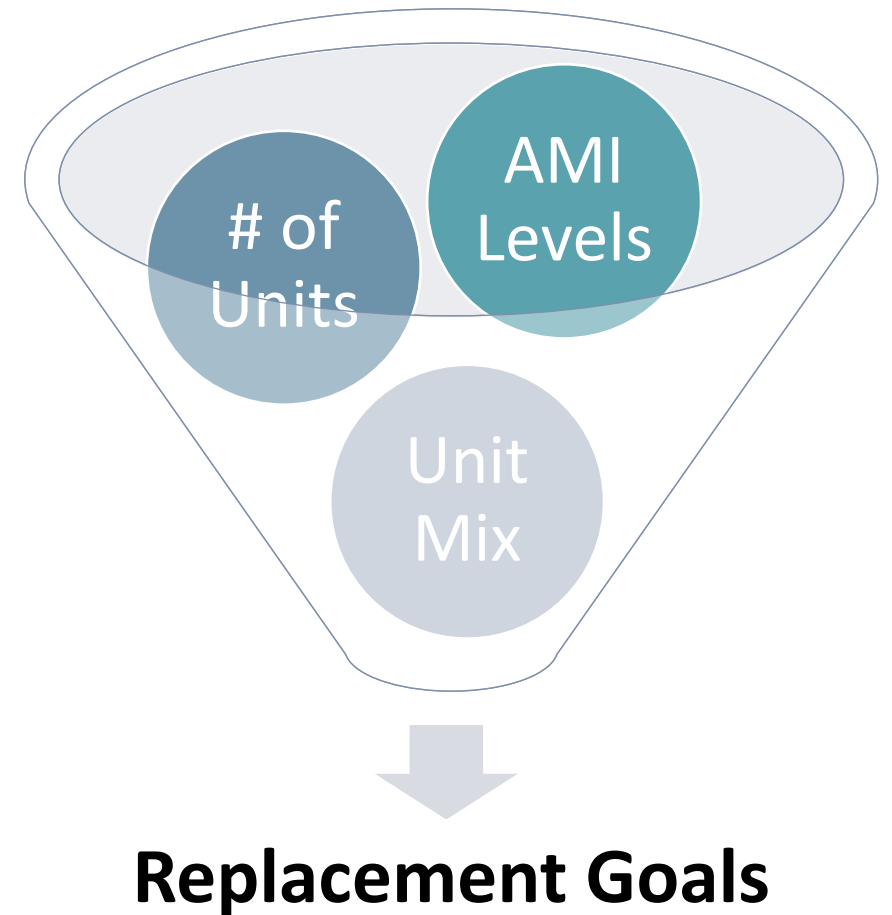 # of
Units
AMI
Levels
Unit
Mix
Replacement Goals